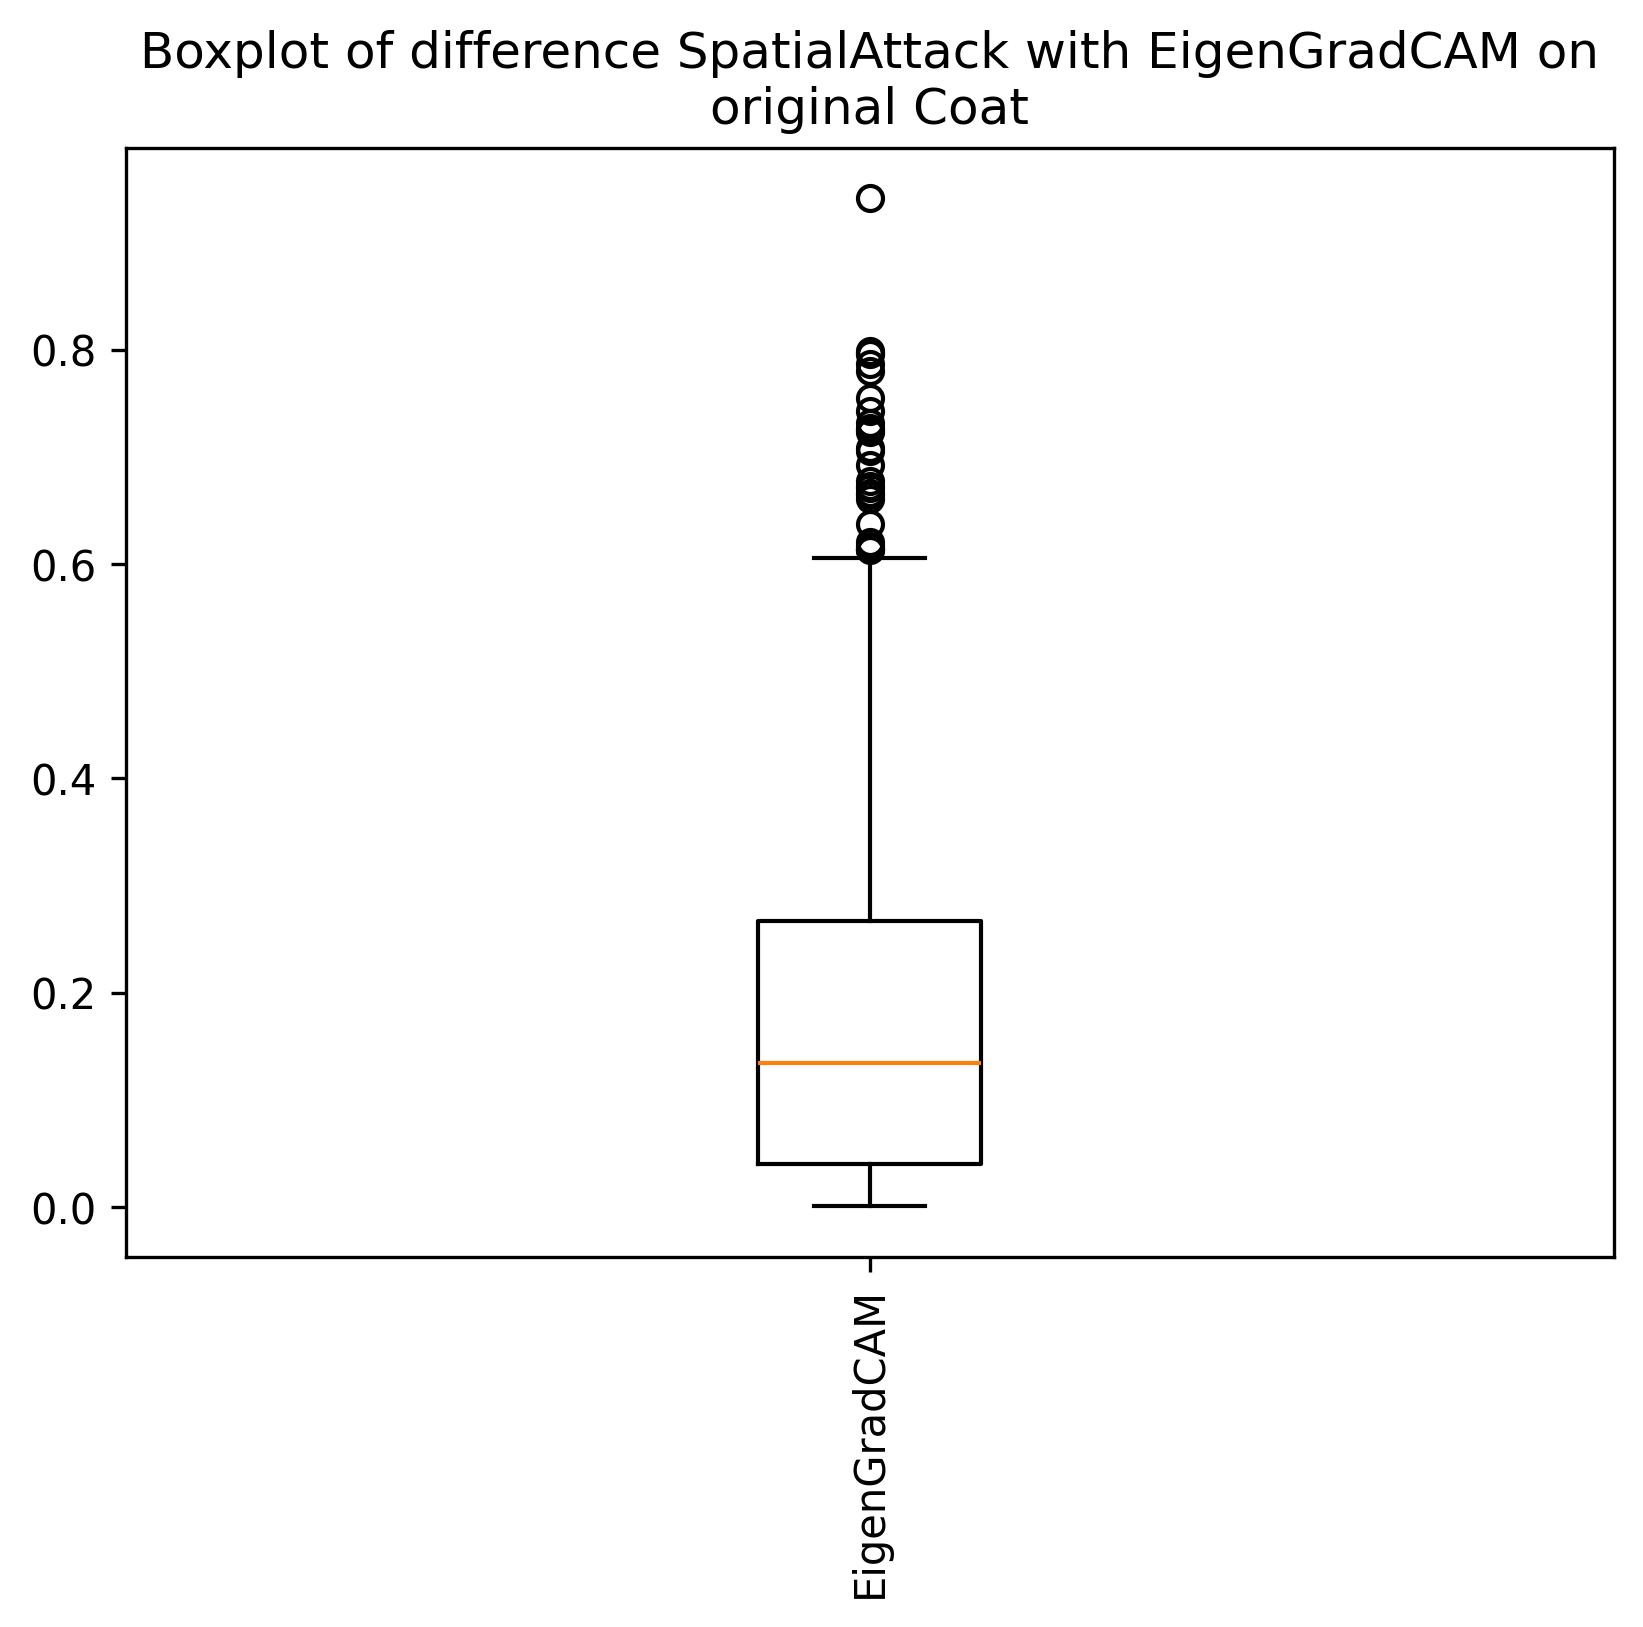 Boxplot of difference SpatialAttack with EigenGradCAM on
original Coat
0.8
0.6
0.4
0.2
0.0
EigenGradCAM